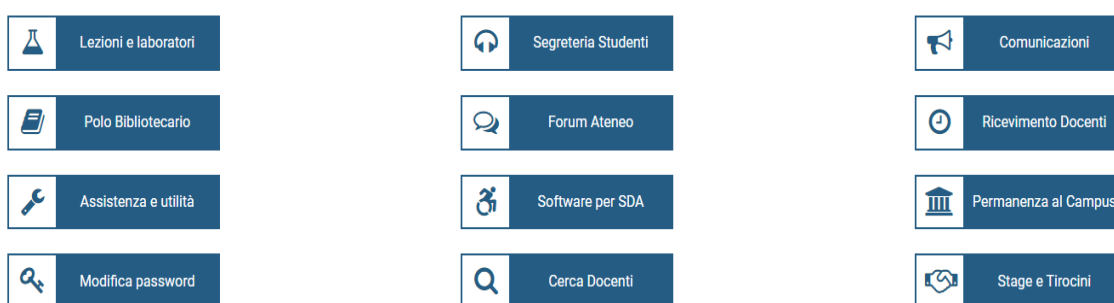 Lezioni e laboratori
Segreteria Studenti
Comunicazioni
Polo Bibliotecario
Forum Ateneo
Ricevimento Docenti
Assistenza e utilità
Software per SDA
Permanenza al Campus
Modifica password
Cerca Docenti
Stage e Tirocini